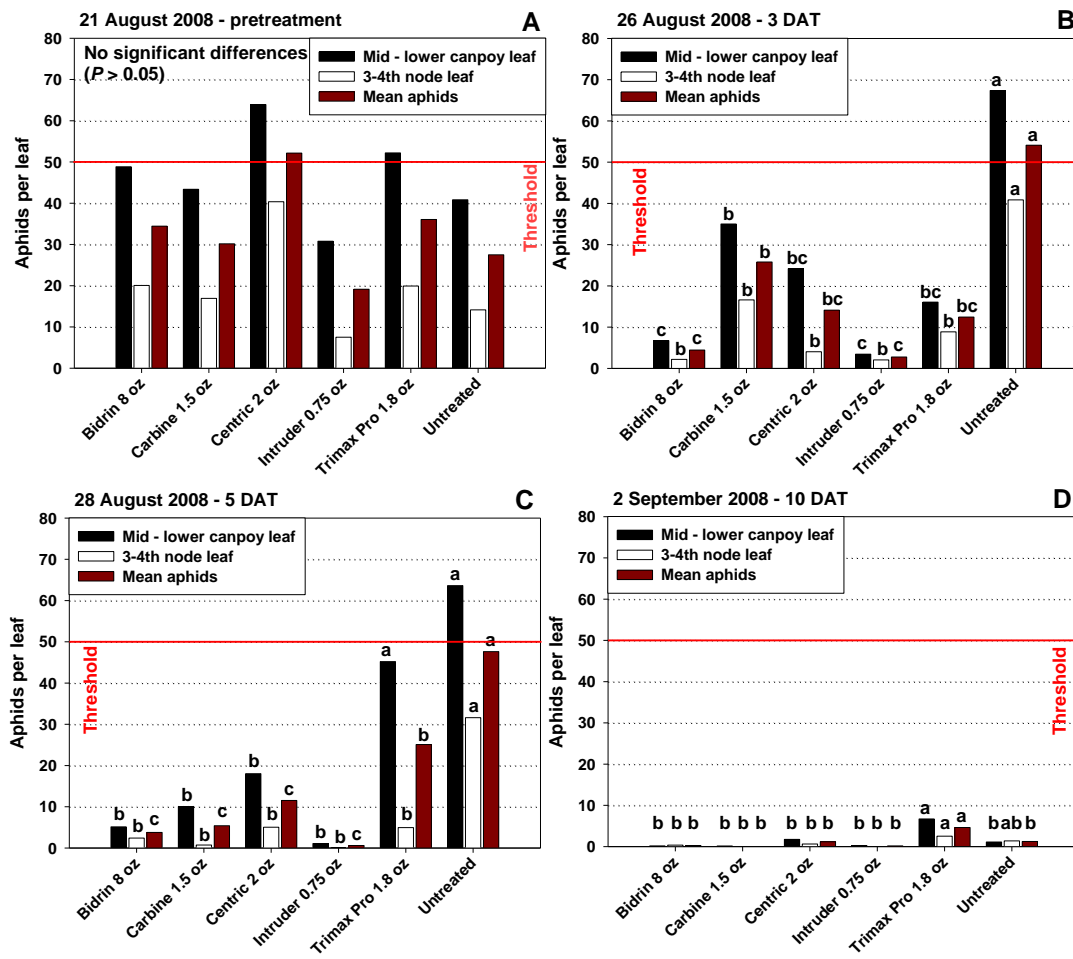 21 August 2008 - pretreatment
A
No significant differences
(P > 0.05)
Mid - lower canpoy leaf
3-4th node leaf
Mean aphids
Aphids per leaf
80
70
60
50
40
30
20
10
0
Threshold
Bidrin 8 oz
Carbine 1.5 oz
Centric 2 oz
Intruder 0.75 oz
Trimax Pro 1.8 oz
Untreated
26 August 2008 - 3 DAT
B
Mid - lower canpoy leaf
3-4th node leaf
Mean aphids
Aphids per leaf
80
70
60
50
40
30
20
10
0
Threshold
c b c
b b b
bc b bc
c b c
bc b bc
a a a
Bidrin 8 oz
Carbine 1.5 oz
Centric 2 oz
Intruder 0.75 oz
Trimax Pro 1.8 oz
Untreated
28 August 2008 - 5 DAT
C
Mid - lower canpoy leaf
3-4th node leaf
Mean aphids
Aphids per leaf
80
70
60
50
40
30
20
10
0
Threshold
b b c
b b c
b b c
b b c
a b b
a a a
Bidrin 8 oz
Carbine 1.5 oz
Centric 2 oz
Intruder 0.75 oz
Trimax Pro 1.8 oz
Untreated
2 September 2008 - 10 DAT
D
Mid - lower canpoy leaf
3-4th node leaf
Mean aphids
Aphids per leaf
80
70
60
50
40
30
20
10
0
Threshold
b b b
b b b
b b b
b b b
a a a
b ab b
Bidrin 8 oz
Carbine 1.5 oz
Centric 2 oz
Intruder 0.75 oz
Trimax Pro 1.8 oz
Untreated